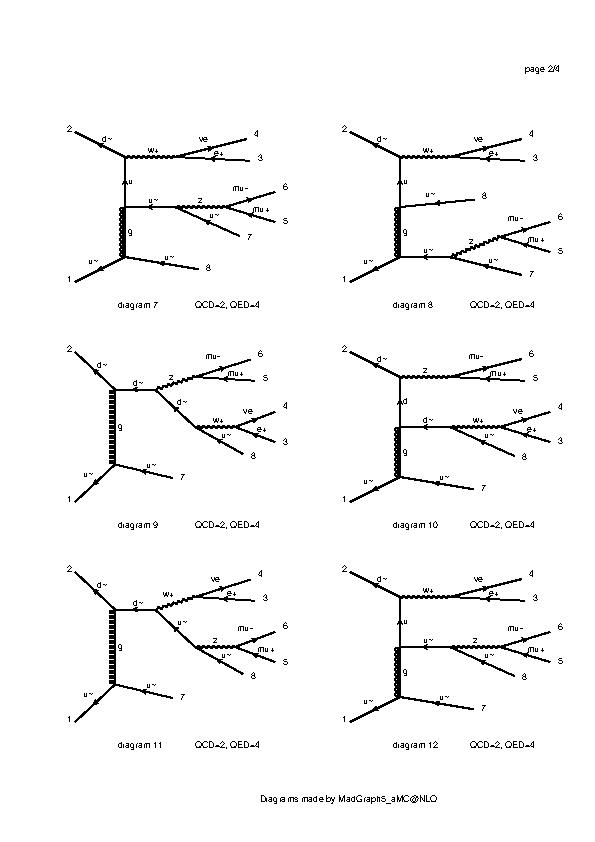 page 2/4
2 d~ w+ ve 4
e+ 3
u mu- 6
u~ z mu+ 5
g u~ 7
u~ 8
1
diagram 7 QCD=2, QED=4
2 d~ w+ ve 4
e+ 3
u u~ 8
g mu- 6
z mu+ 5
u~ u~ u~ 7
1
diagram 8 QCD=2, QED=4
2 d~ mu- 6
z mu+ 5
d~ d~ ve 4
g w+ e+ 3
u~ 8
u~ u~ 7
1
diagram 9 QCD=2, QED=4
2 d~ z mu- 6
mu+ 5
d ve 4
d~ w+ e+ 3
g u~ 8
u~ u~ 7
1
diagram 10 QCD=2, QED=4
2 d~ w+ ve 4
e+ 3
d~ u~ mu- 6
g z mu+ 5
u~ 8
u~ u~ 7
1
diagram 11 QCD=2, QED=4
2 d~ w+ ve 4
e+ 3
u mu- 6
u~ z mu+ 5
g u~ 8
u~ u~ 7
1
diagram 12 QCD=2, QED=4
Diagrams made by MadGraph5_aMC@NLO